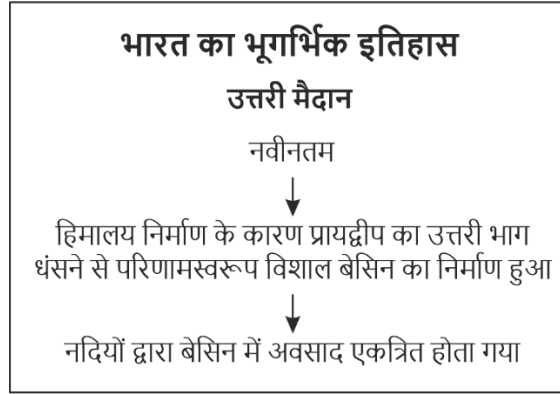 भारत का भूगर्भिक इतिहास
उत्तरी मैदान
नवीनतम
हिमालय निर्माण के कारण प्रायद्वीप का उत्तरी भाग
धंसने से परिणामस्वरूप विशाल बेसिन का निर्माण हुआ
नदियों द्वारा बेसिन में अवसाद एकत्रित होता गया